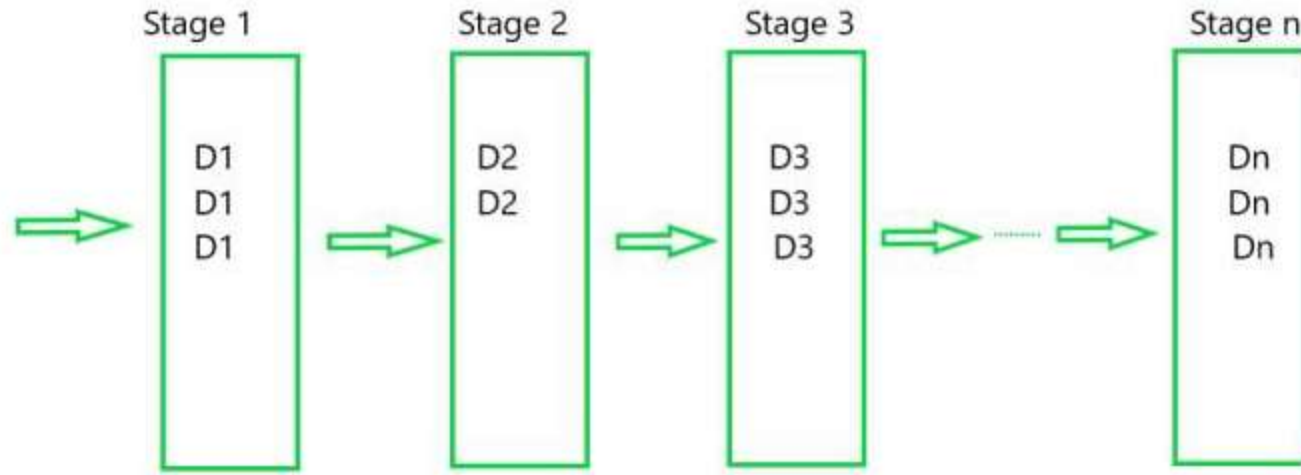 Stage 1
Stage 2
Stage 3
Stage n
D1
D1
D1
D2
D2
D3
D3
D3
Dn
Dn
Dn